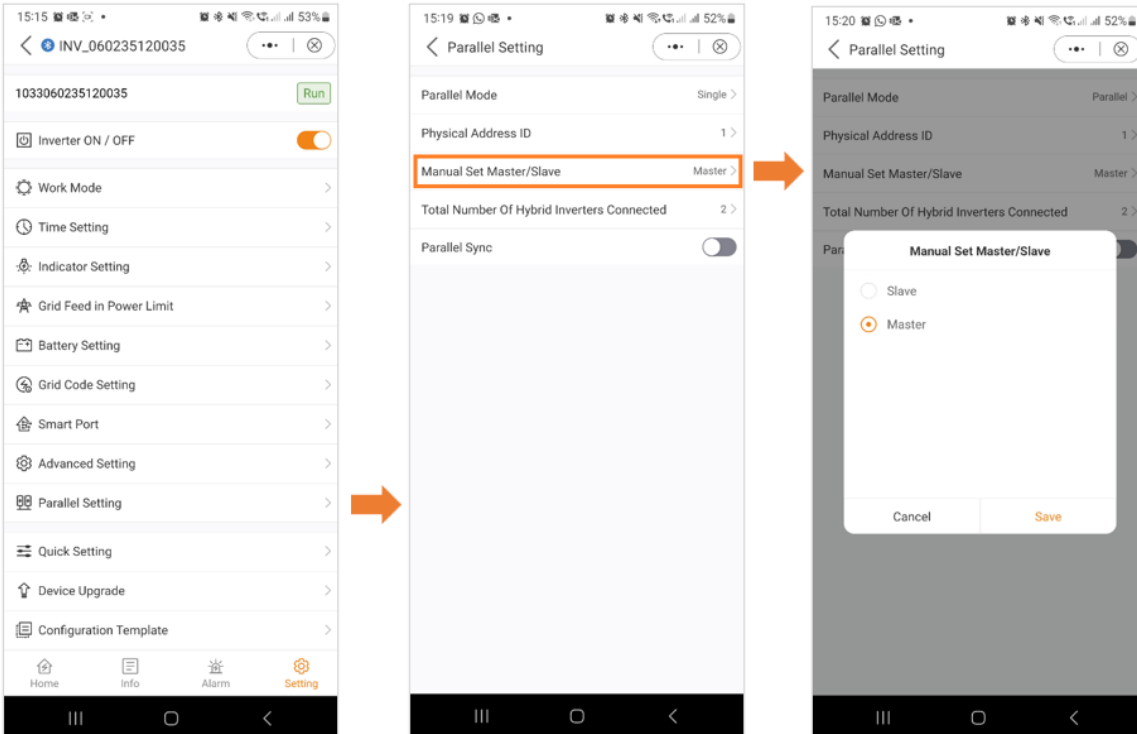 15:15 53%
INV_060235120035
1033060235120035 Run
Inverter ON / OFF
Work Mode
Time Setting
Indicator Setting
Grid Feed in Power Limit
Battery Setting
Grid Code Setting
Smart Port
Advanced Setting
Parallel Setting
Quick Setting
Device Upgrade
Configuration Template
Home Info Alarm Setting
15:19 52%
Parallel Setting
Parallel Mode Single
Physical Address ID 1
Manual Set Master/Slave Master
Total Number Of Hybrid Inverters Connected 2
Parallel Sync
15:20 52%
Parallel Setting
Parallel Mode Parallel
Physical Address ID 1
Manual Set Master/Slave Master
Total Number Of Hybrid Inverters Connected 2
Para
Manual Set Master/Slave
Slave
Master
Cancel Save